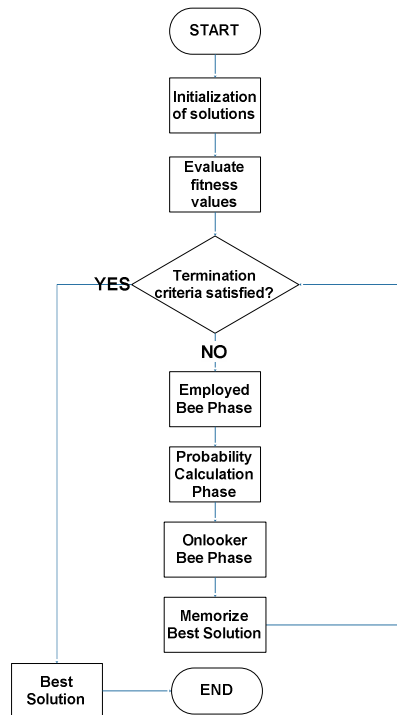 START
Initialization
of solutions
Evaluate
fitness
values
Termination
criteria satisfied?
YES
NO
Employed
Bee Phase
Probability
Calculation
Phase
Onlooker
Bee Phase
Memorize
Best Solution
Best
Solution
END